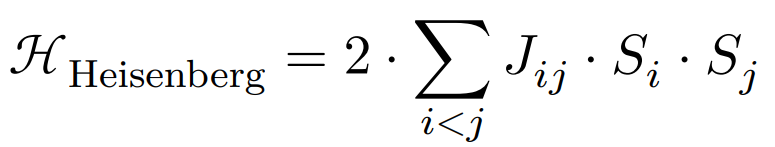 ℋ_Heisenberg = 2 · ∑_{i<j} J_{ij} · S_i · S_j